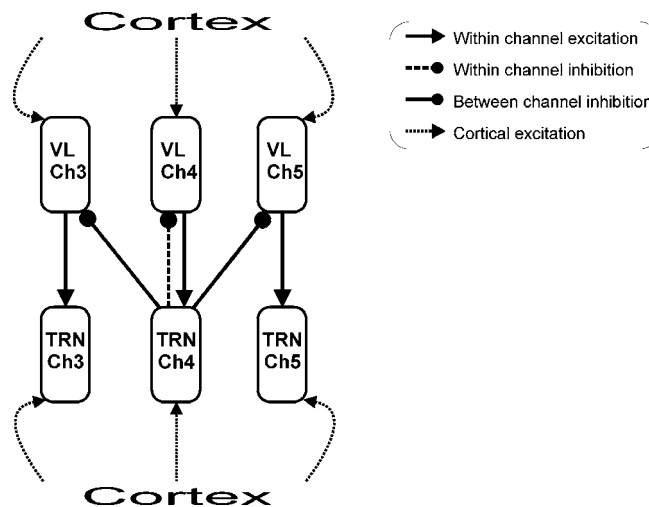 Cortex
Within channel excitation
Within channel inhibition
Between channel inhibition
Cortical excitation
VL
Ch3
VL
Ch4
VL
Ch5
TRN
Ch3
TRN
Ch4
TRN
Ch5
Cortex